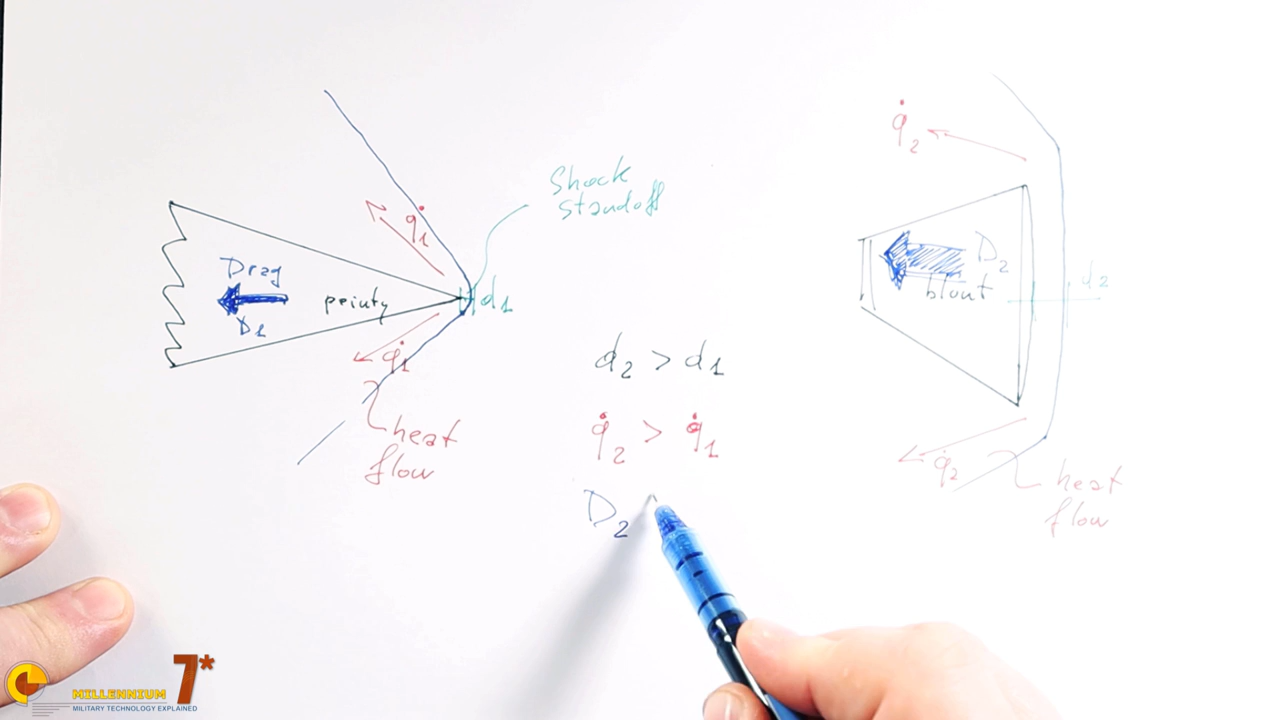 Shock
standoff
q̇1
Drag
D1
pointy
d1
q̇1
heat
flow
d2 > d1
q̇2 > q̇1
D2
q̇2
D2
blout
d2
q̇2
heat
flow
7*
MILLENNIUM
MILITARY TECHNOLOGY EXPLAINED